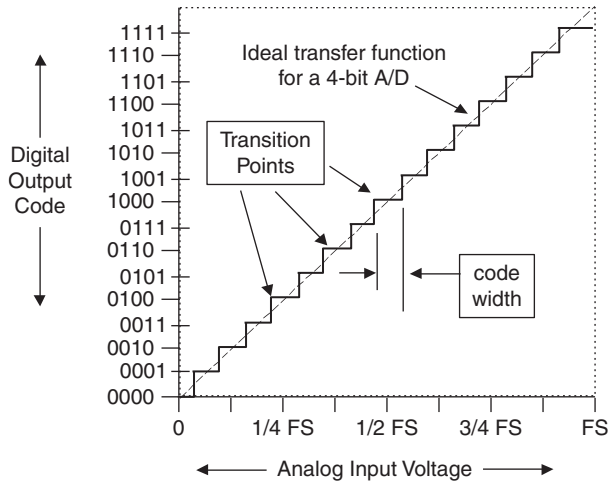 1111
1110
1101
1100
1011
1010
1001
1000
0111
0110
0101
0100
0011
0010
0001
0000
Digital
Output
Code
Ideal transfer function
for a 4-bit A/D
Transition
Points
code
width
0 1/4 FS 1/2 FS 3/4 FS FS
Analog Input Voltage